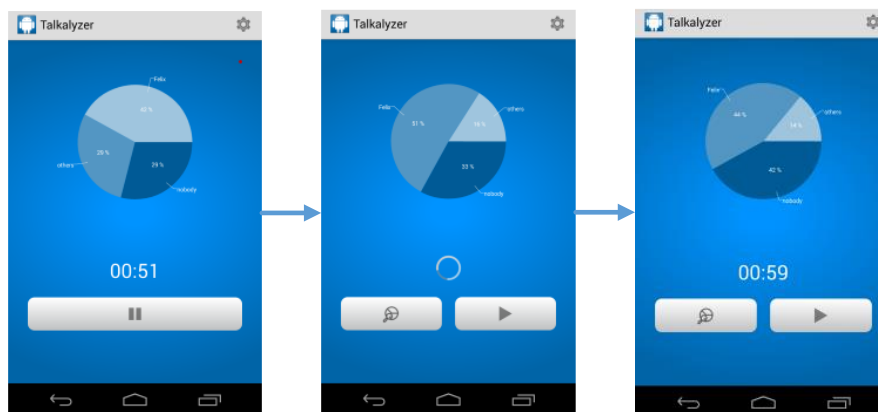 Talkalyzer
Felix
42 %
others
29 %
29 %
nobody
00:51
Talkalyzer
Felix
others
51 %
16 %
33 %
nobody
Talkalyzer
Felix
others
44 %
14 %
42 %
nobody
00:59